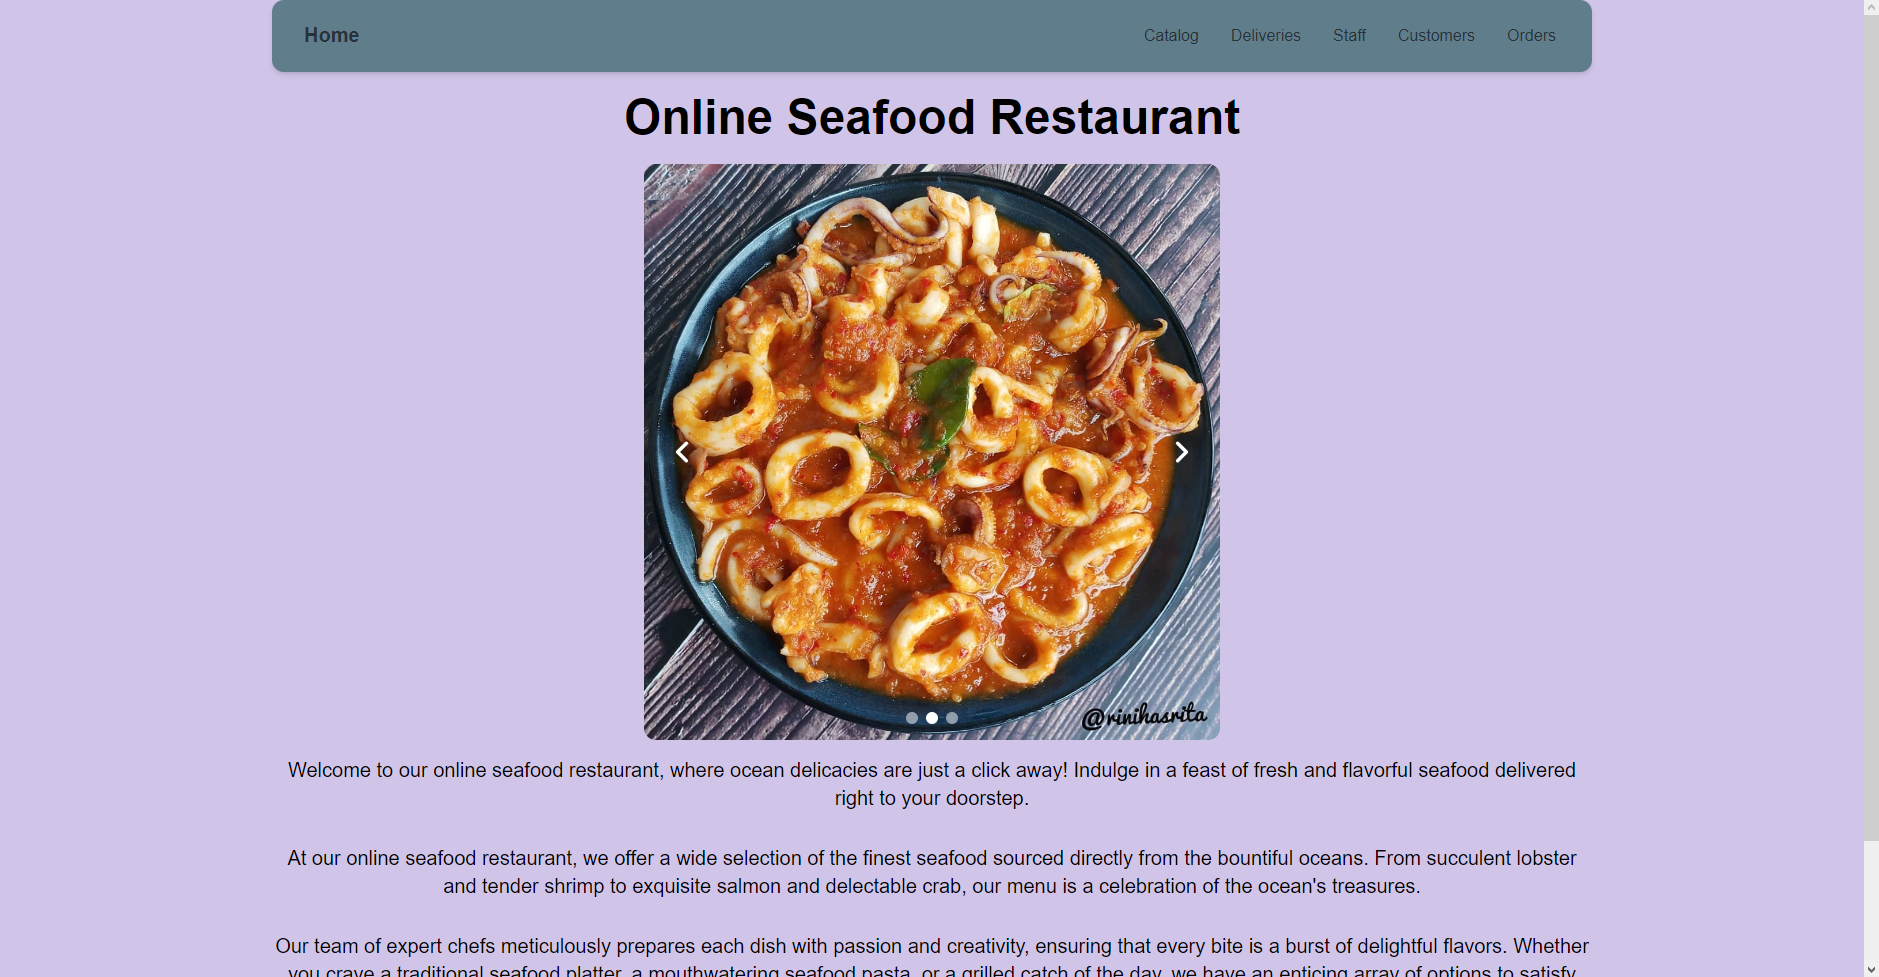 Home
Catalog Deliveries Staff Customers Orders
Online Seafood Restaurant
@rinihasrita
Welcome to our online seafood restaurant, where ocean delicacies are just a click away! Indulge in a feast of fresh and flavorful seafood delivered
right to your doorstep.
At our online seafood restaurant, we offer a wide selection of the finest seafood sourced directly from the bountiful oceans. From succulent lobster
and tender shrimp to exquisite salmon and delectable crab, our menu is a celebration of the ocean's treasures.
Our team of expert chefs meticulously prepares each dish with passion and creativity, ensuring that every bite is a burst of delightful flavors. Whether
you crave a traditional seafood platter, a mouthwatering seafood pasta, or a grilled catch of the day, we have an enticing array of options to satisfy